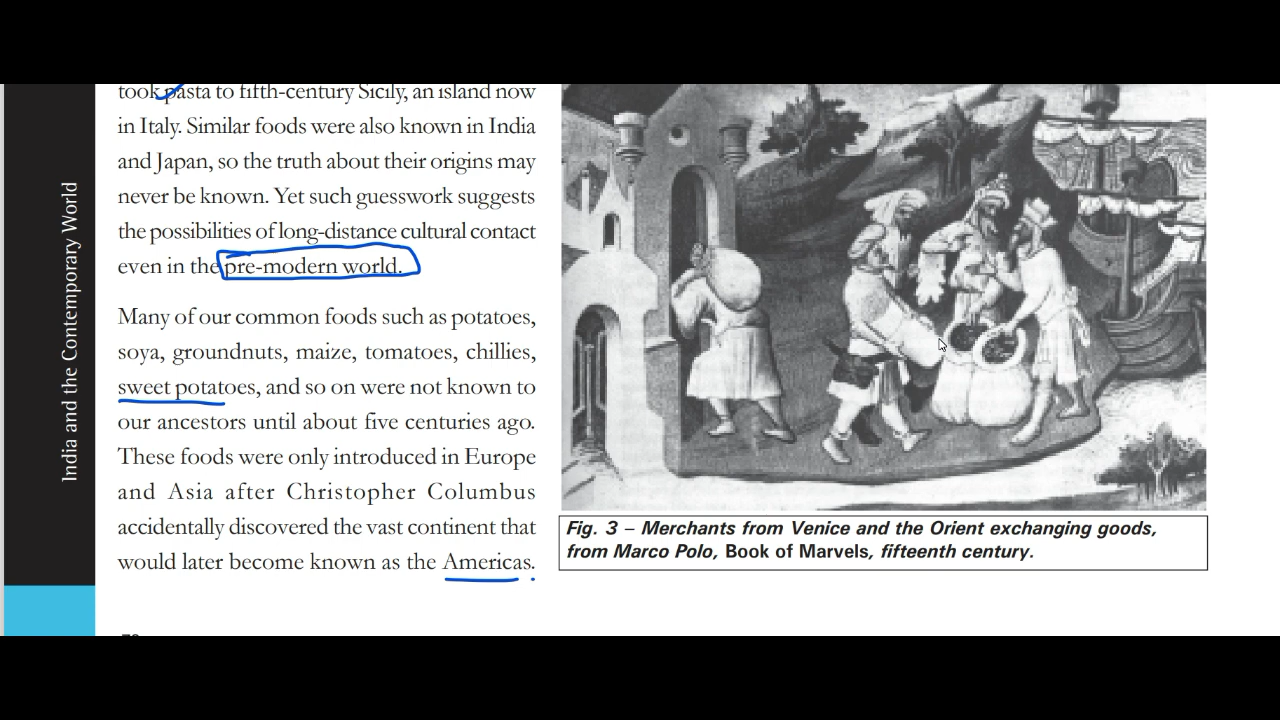 India and the Contemporary World
took pasta to fifth-century Sicily, an island now
in Italy. Similar foods were also known in India
and Japan, so the truth about their origins may
never be known. Yet such guesswork suggests
the possibilities of long-distance cultural contact
even in the pre-modern world.
Many of our common foods such as potatoes,
soya, groundnuts, maize, tomatoes, chillies,
sweet potatoes, and so on were not known to
our ancestors until about five centuries ago.
These foods were only introduced in Europe
and Asia after Christopher Columbus
accidentally discovered the vast continent that
would later become known as the Americas.
Fig. 3 – Merchants from Venice and the Orient exchanging goods,
from Marco Polo, Book of Marvels, fifteenth century.